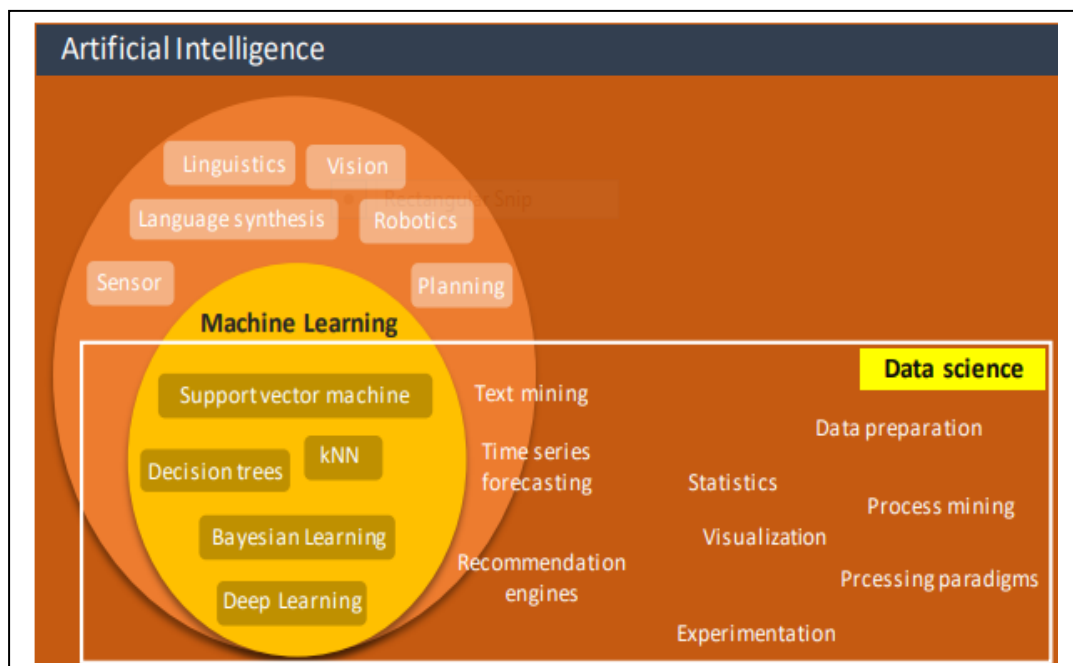 Artificial Intelligence
Linguistics
Vision
Rectangular Snip
Language synthesis
Robotics
Sensor
Planning
Machine Learning
Data science
Support vector machine
Text mining
Data preparation
kNN
Decision trees
Time series
forecasting
Statistics
Process mining
Bayesian Learning
Visualization
Recommendation
engines
Prcessing paradigms
Deep Learning
Experimentation